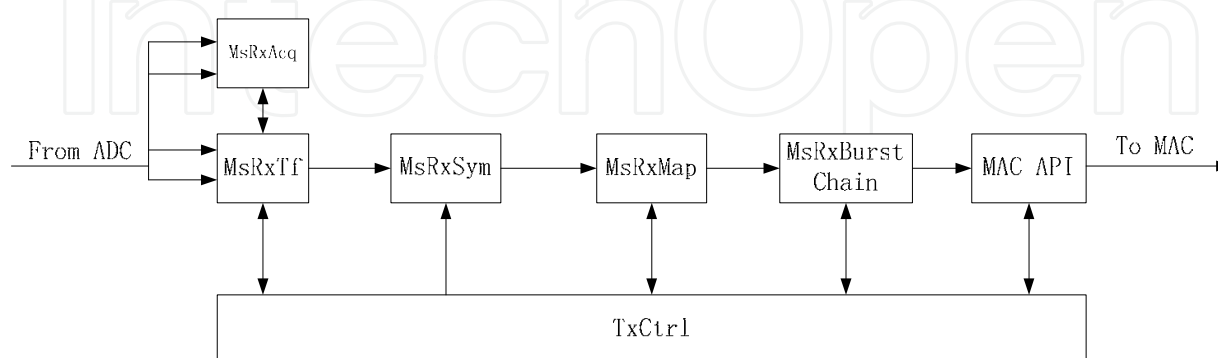 IntechOpen
MsRxAcq
From ADC
MsRxTf
MsRxSym
MsRxMap
MsRxBurst
Chain
MAC API
To MAC
TxCtrl